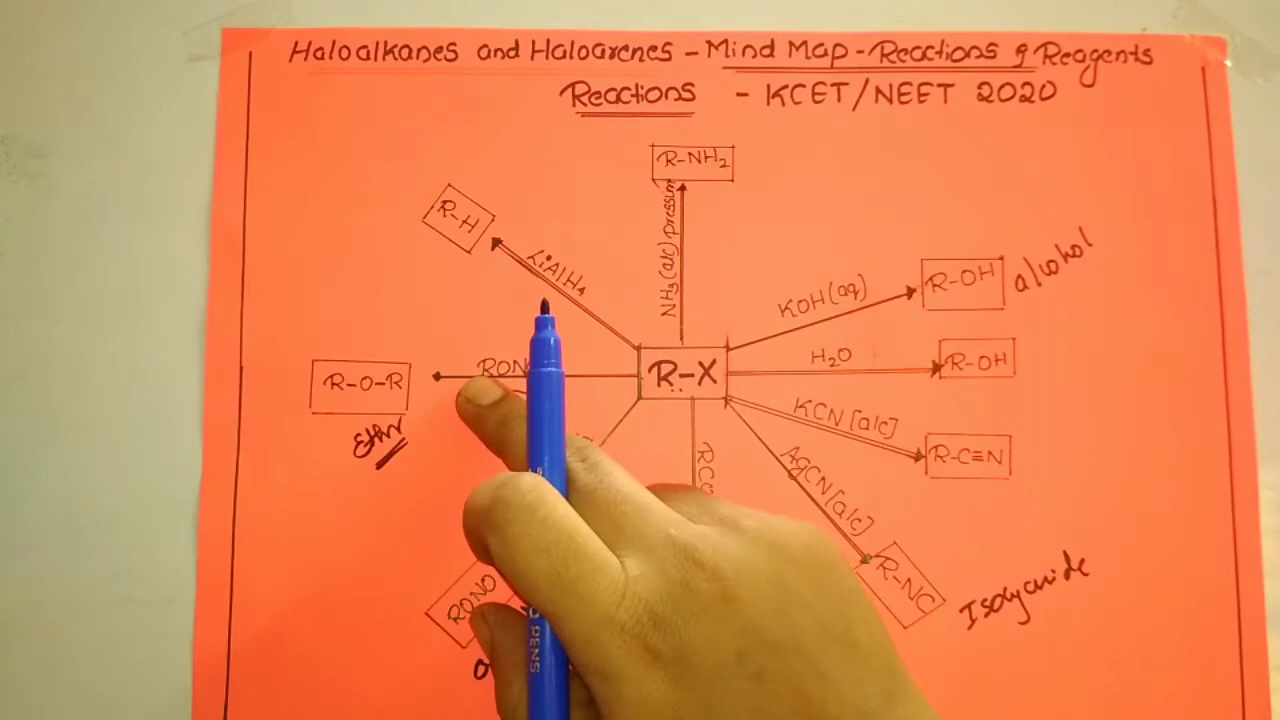 Haloalkanes and Haloarenes - Mind Map - Reactions & Reagents
Reactions - KCET/NEET 2020
R-NH2
R-H
LiAlH4
NH3(alc) pressure
KOH(aq)
R-OH
alcohol
H2O
R-OH
R-X
R-O-R
Ether
KCN [alc]
R-C≡N
AgCN[alc]
R-NC
Isocyanide
RONO